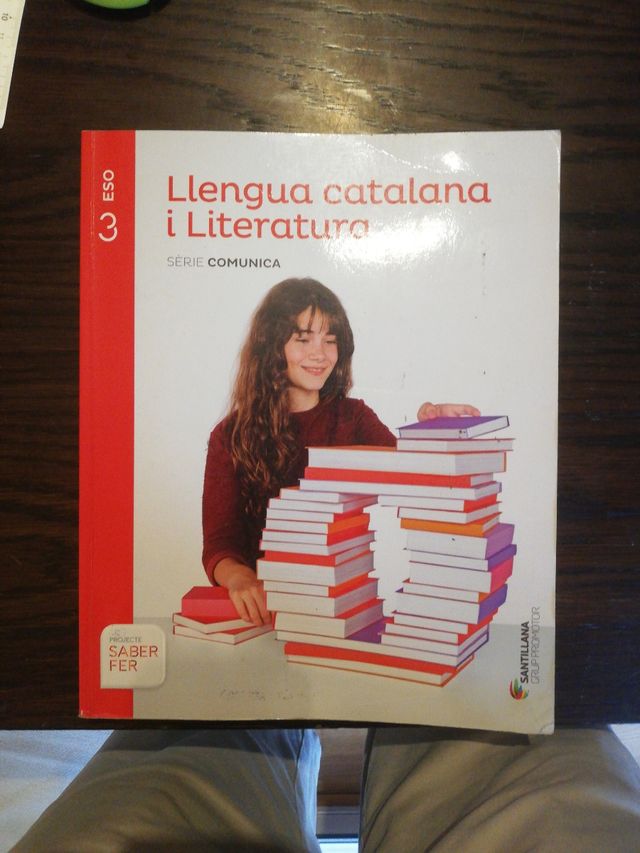 3 ESO
Llengua catalana
i Literatura
SÈRIE COMUNICA
PROJECTE
SABER
FER
SANTILLANA
GRUP PROMOTOR